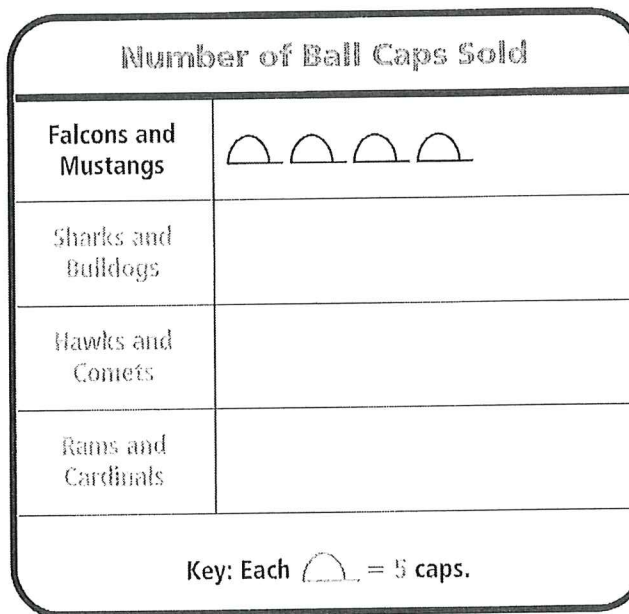 Number of Ball Caps Sold
Falcons and
Mustangs
Sharks and
Bulldogs
Hawks and
Comets
Rams and
Cardinals
Key: Each = 5 caps.